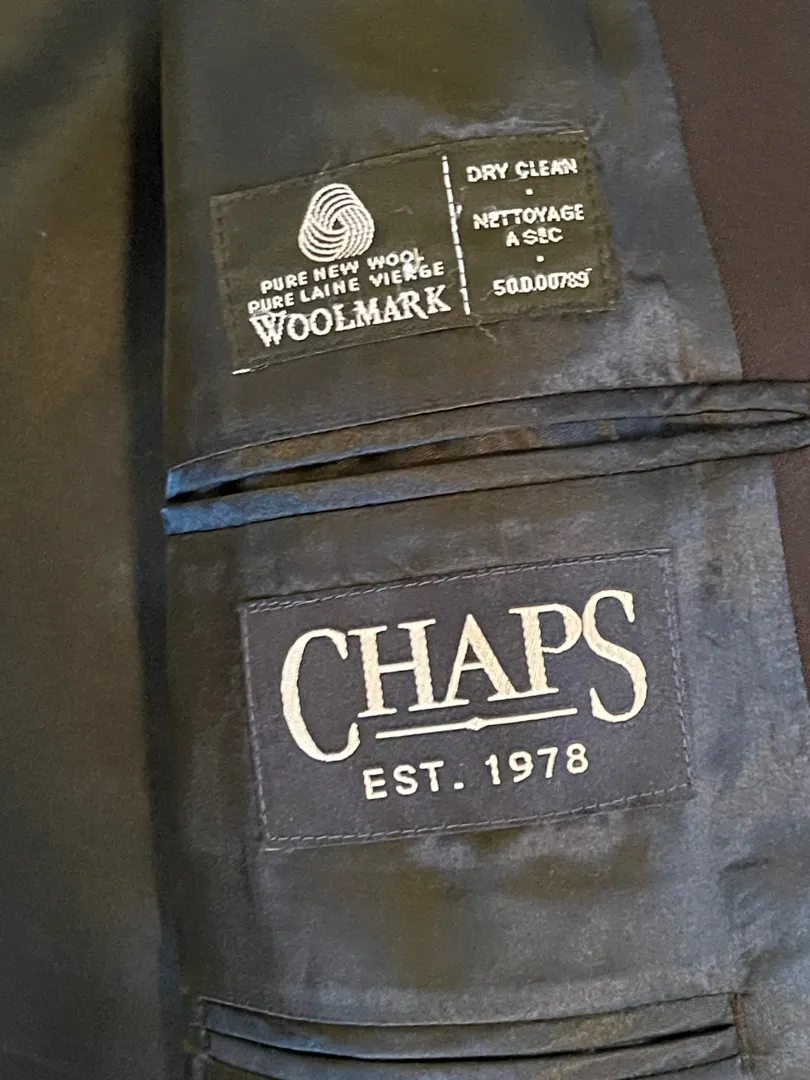 PURE NEW WOOL
PURE LAINE VIERGE
WOOLMARK
DRY CLEAN
NETTOYAGE
A SEC
50.D.00789
CHAPS
EST. 1978